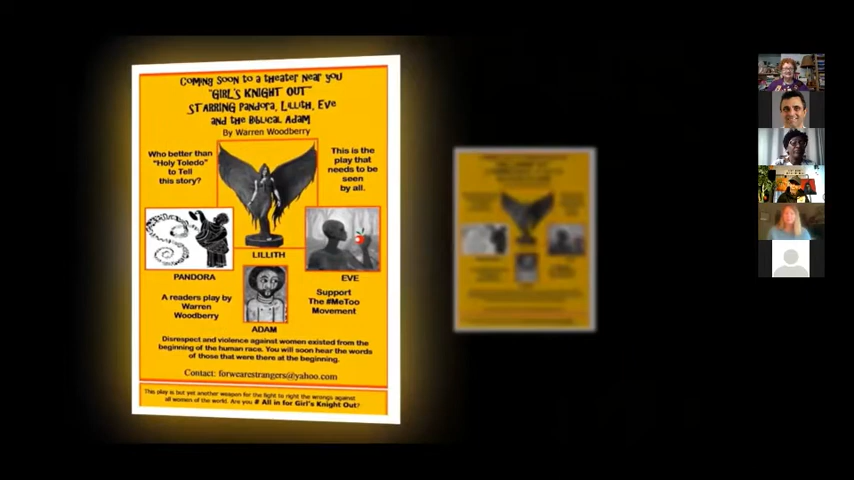 COMING SOON TO A THEATER NEAR YOU
"GIRL'S KNIGHT OUT"
STARRING PANDORA, LILLITH, EVE
AND THE BIBLICAL ADAM
By Warren Woodberry
Who better than
"Holy Toledo"
to Tell
this story?
This is the
play that
needs to be
seen
by all.
LILLITH
PANDORA
EVE
A readers play by
Warren
Woodberry
Support
The #MeToo
Movement
ADAM
Disrespect and violence against women existed from the
beginning of the human race. You will soon hear the words
of those that were there at the beginning.
Contact: forwearestrangers@yahoo.com
This play is but yet another weapon for the fight to right the wrongs against
all women of the world. Are you # All in for Girl's Knight Out?